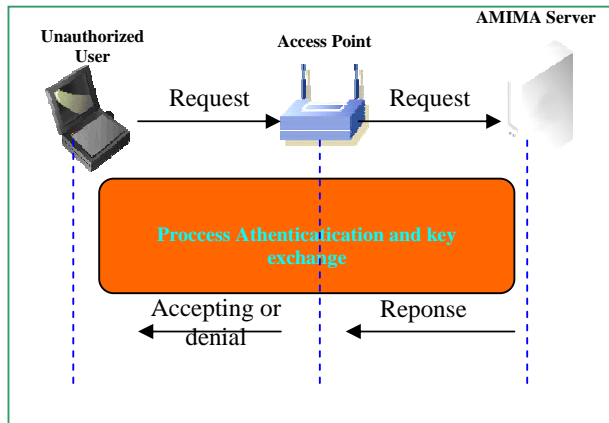 Unauthorized
User
Access Point
AMIMA Server
Request
Request
Proccess Athenticatication and key
exchange
Accepting or
denial
Reponse